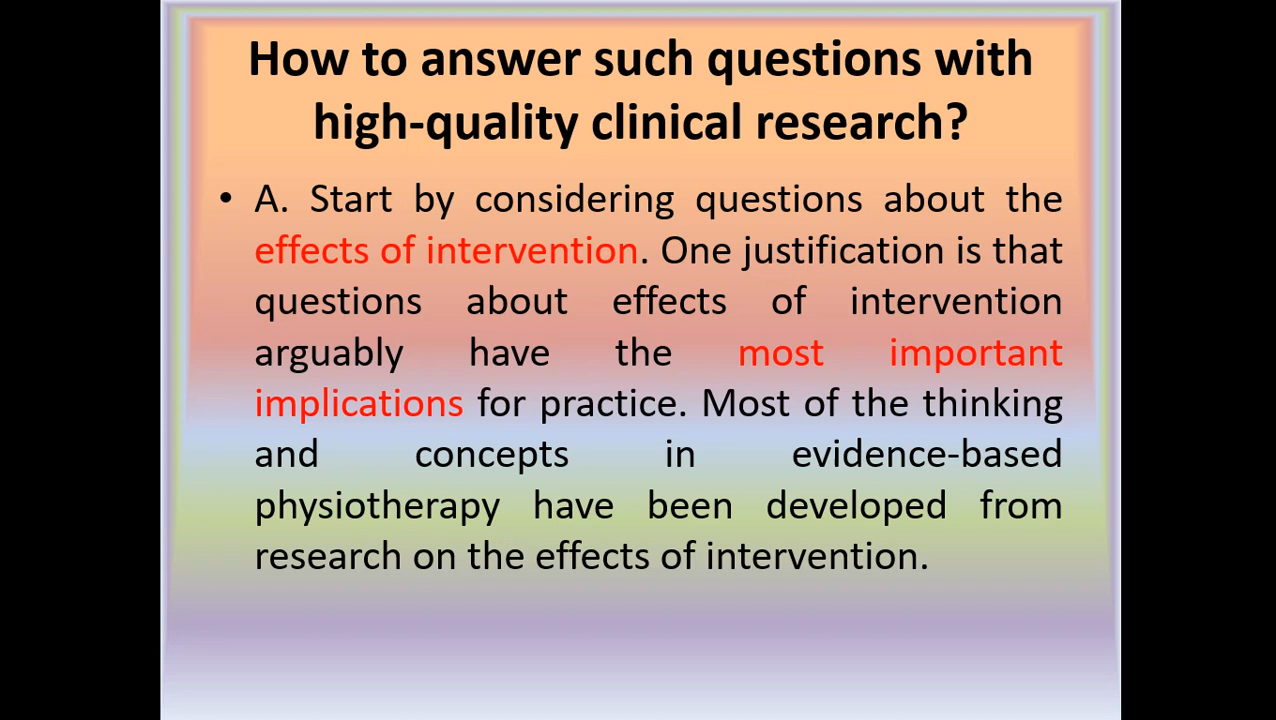 How to answer such questions with
high-quality clinical research?
• A. Start by considering questions about the
effects of intervention. One justification is that
questions about effects of intervention
arguably have the most important
implications for practice. Most of the thinking
and concepts in evidence-based
physiotherapy have been developed from
research on the effects of intervention.